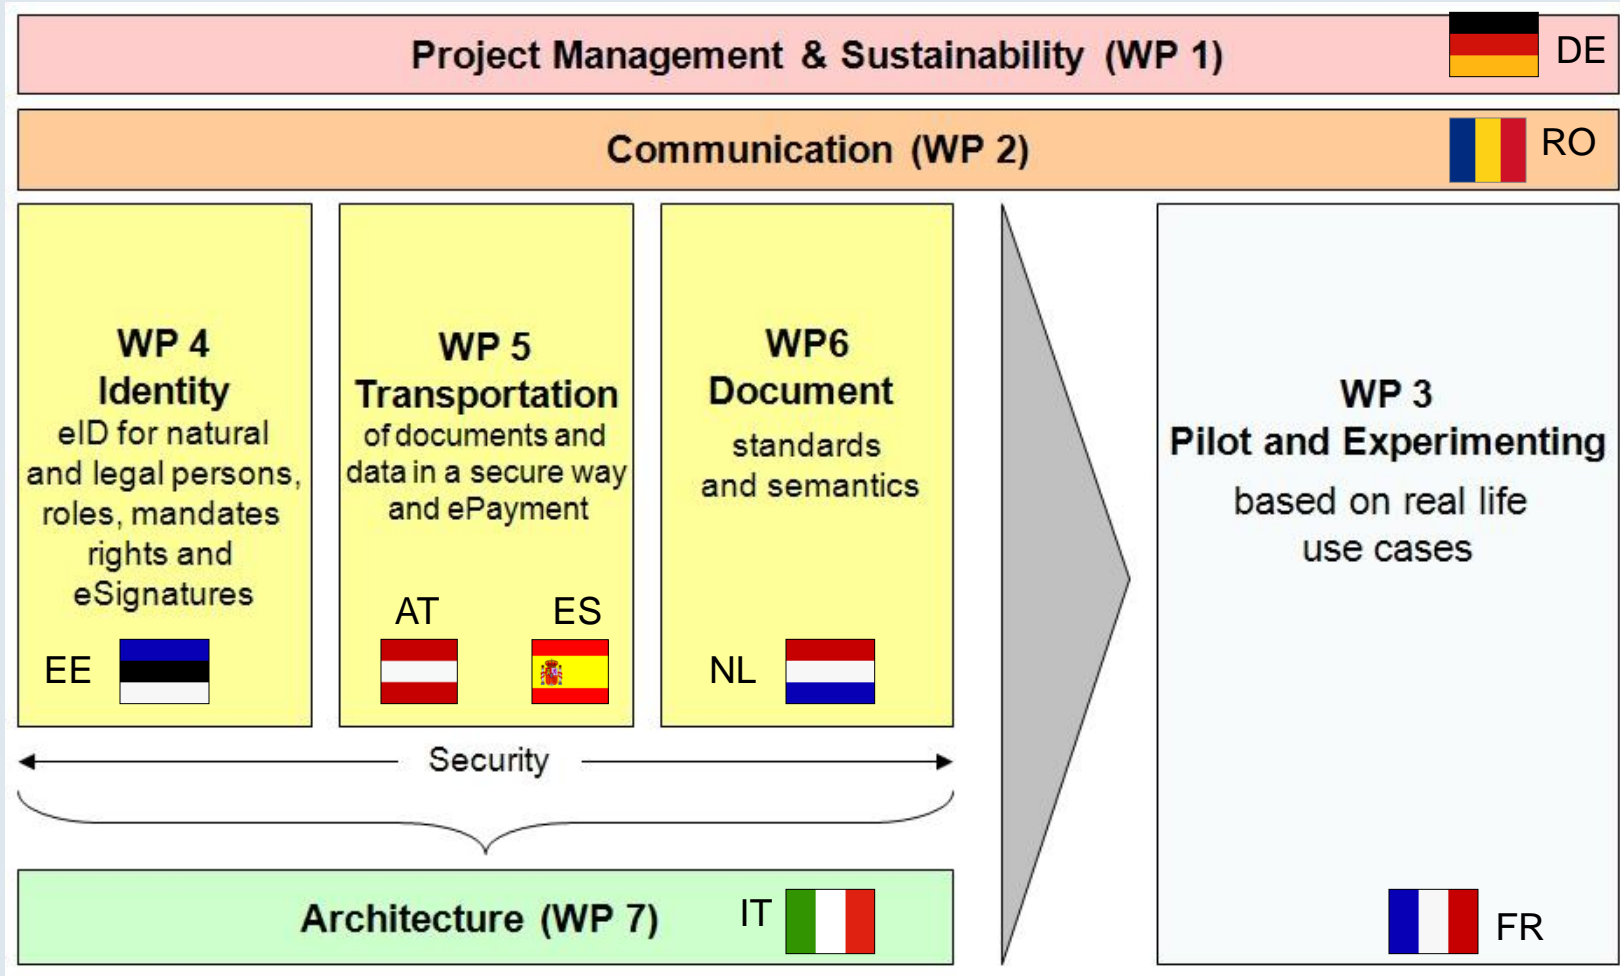 Project Management & Sustainability (WP 1)
DE
Communication (WP 2)
RO
WP 4
Identity
eID for natural
and legal persons,
roles, mandates
rights and
eSignatures
EE
WP 5
Transportation
of documents and
data in a secure way
and ePayment
AT
ES
WP6
Document
standards
and semantics
NL
WP 3
Pilot and Experimenting
based on real life
use cases
FR
Security
Architecture (WP 7)
IT